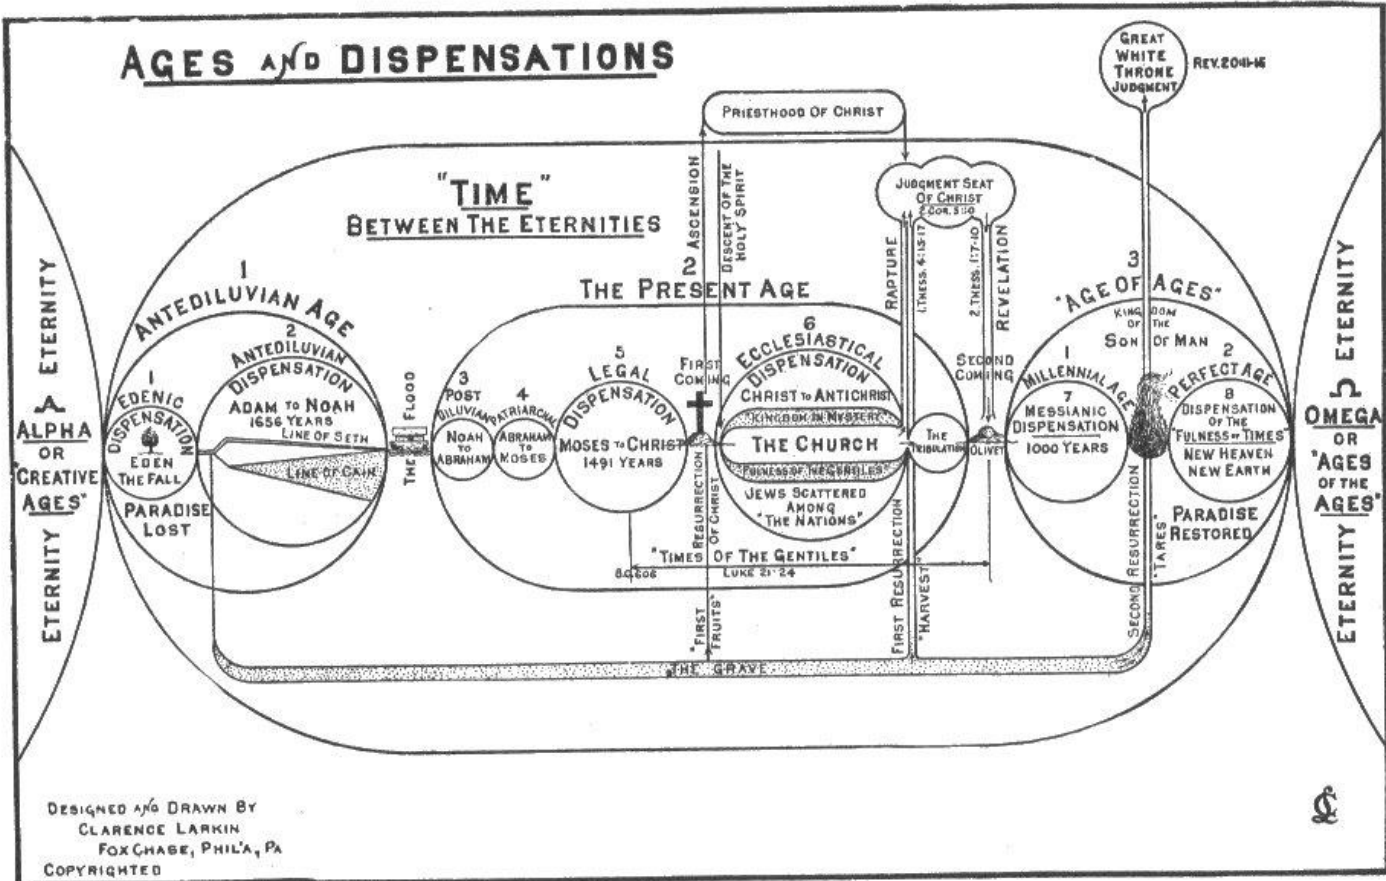 AGES AND DISPENSATIONS
GREAT
WHITE
THRONE
JUDGMENT
REV.20:11-15
PRIESTHOOD OF CHRIST
"TIME"
BETWEEN THE ETERNITIES
ASCENSION
DESCENT OF THE
HOLY SPIRIT
JUDGMENT SEAT
OF CHRIST
2 COR. 5:10
RAPTURE
1. THESS. 4:15-17
2. THESS. 1:7-10
REVELATION
ETERNITY
ALPHA
OR
"CREATIVE
AGES"
ETERNITY
1
ANTEDILUVIAN AGE
1
EDENIC
DISPENSATION
EDEN
THE FALL
PARADISE
LOST
2
ANTEDILUVIAN
DISPENSATION
ADAM TO NOAH
1656 YEARS
LINE OF SETH
LINE OF CAIN
THE FLOOD
2
THE PRESENT AGE
3
POST
DILUVIAN
NOAH
TO
ABRAHAM
4
PATRIARCHAL
ABRAHAM
TO
MOSES
5
LEGAL
DISPENSATION
MOSES TO CHRIST
1491 YEARS
FIRST
COMING
6
ECCLESIASTICAL
DISPENSATION
CHRIST TO ANTICHRIST
KINGDOM IN MYSTERY
THE CHURCH
FULNESS OF THE GENTILES
JEWS SCATTERED
AMONG
"THE NATIONS"
THE
TRIBULATION
SECOND
COMING
OLIVET
"TIMES OF THE GENTILES"
B.C. 606
LUKE 21:24
RESURRECTION
OF CHRIST
"FIRST
FRUITS"
FIRST RESURRECTION
"HARVEST"
THE GRAVE
3
"AGE OF AGES"
KINGDOM
OF THE
SON OF MAN
1
MILLENNIAL AGE
7
MESSIANIC
DISPENSATION
1000 YEARS
2
PERFECT AGE
8
DISPENSATION
OF THE
"FULNESS OF TIMES"
NEW HEAVEN
NEW EARTH
PARADISE
RESTORED
SECOND RESURRECTION
"TARES"
ETERNITY
Ω
OMEGA
OR
"AGES
OF THE
AGES"
ETERNITY
DESIGNED AND DRAWN BY
CLARENCE LARKIN
FOX CHASE, PHIL'A, PA
COPYRIGHTED
CL